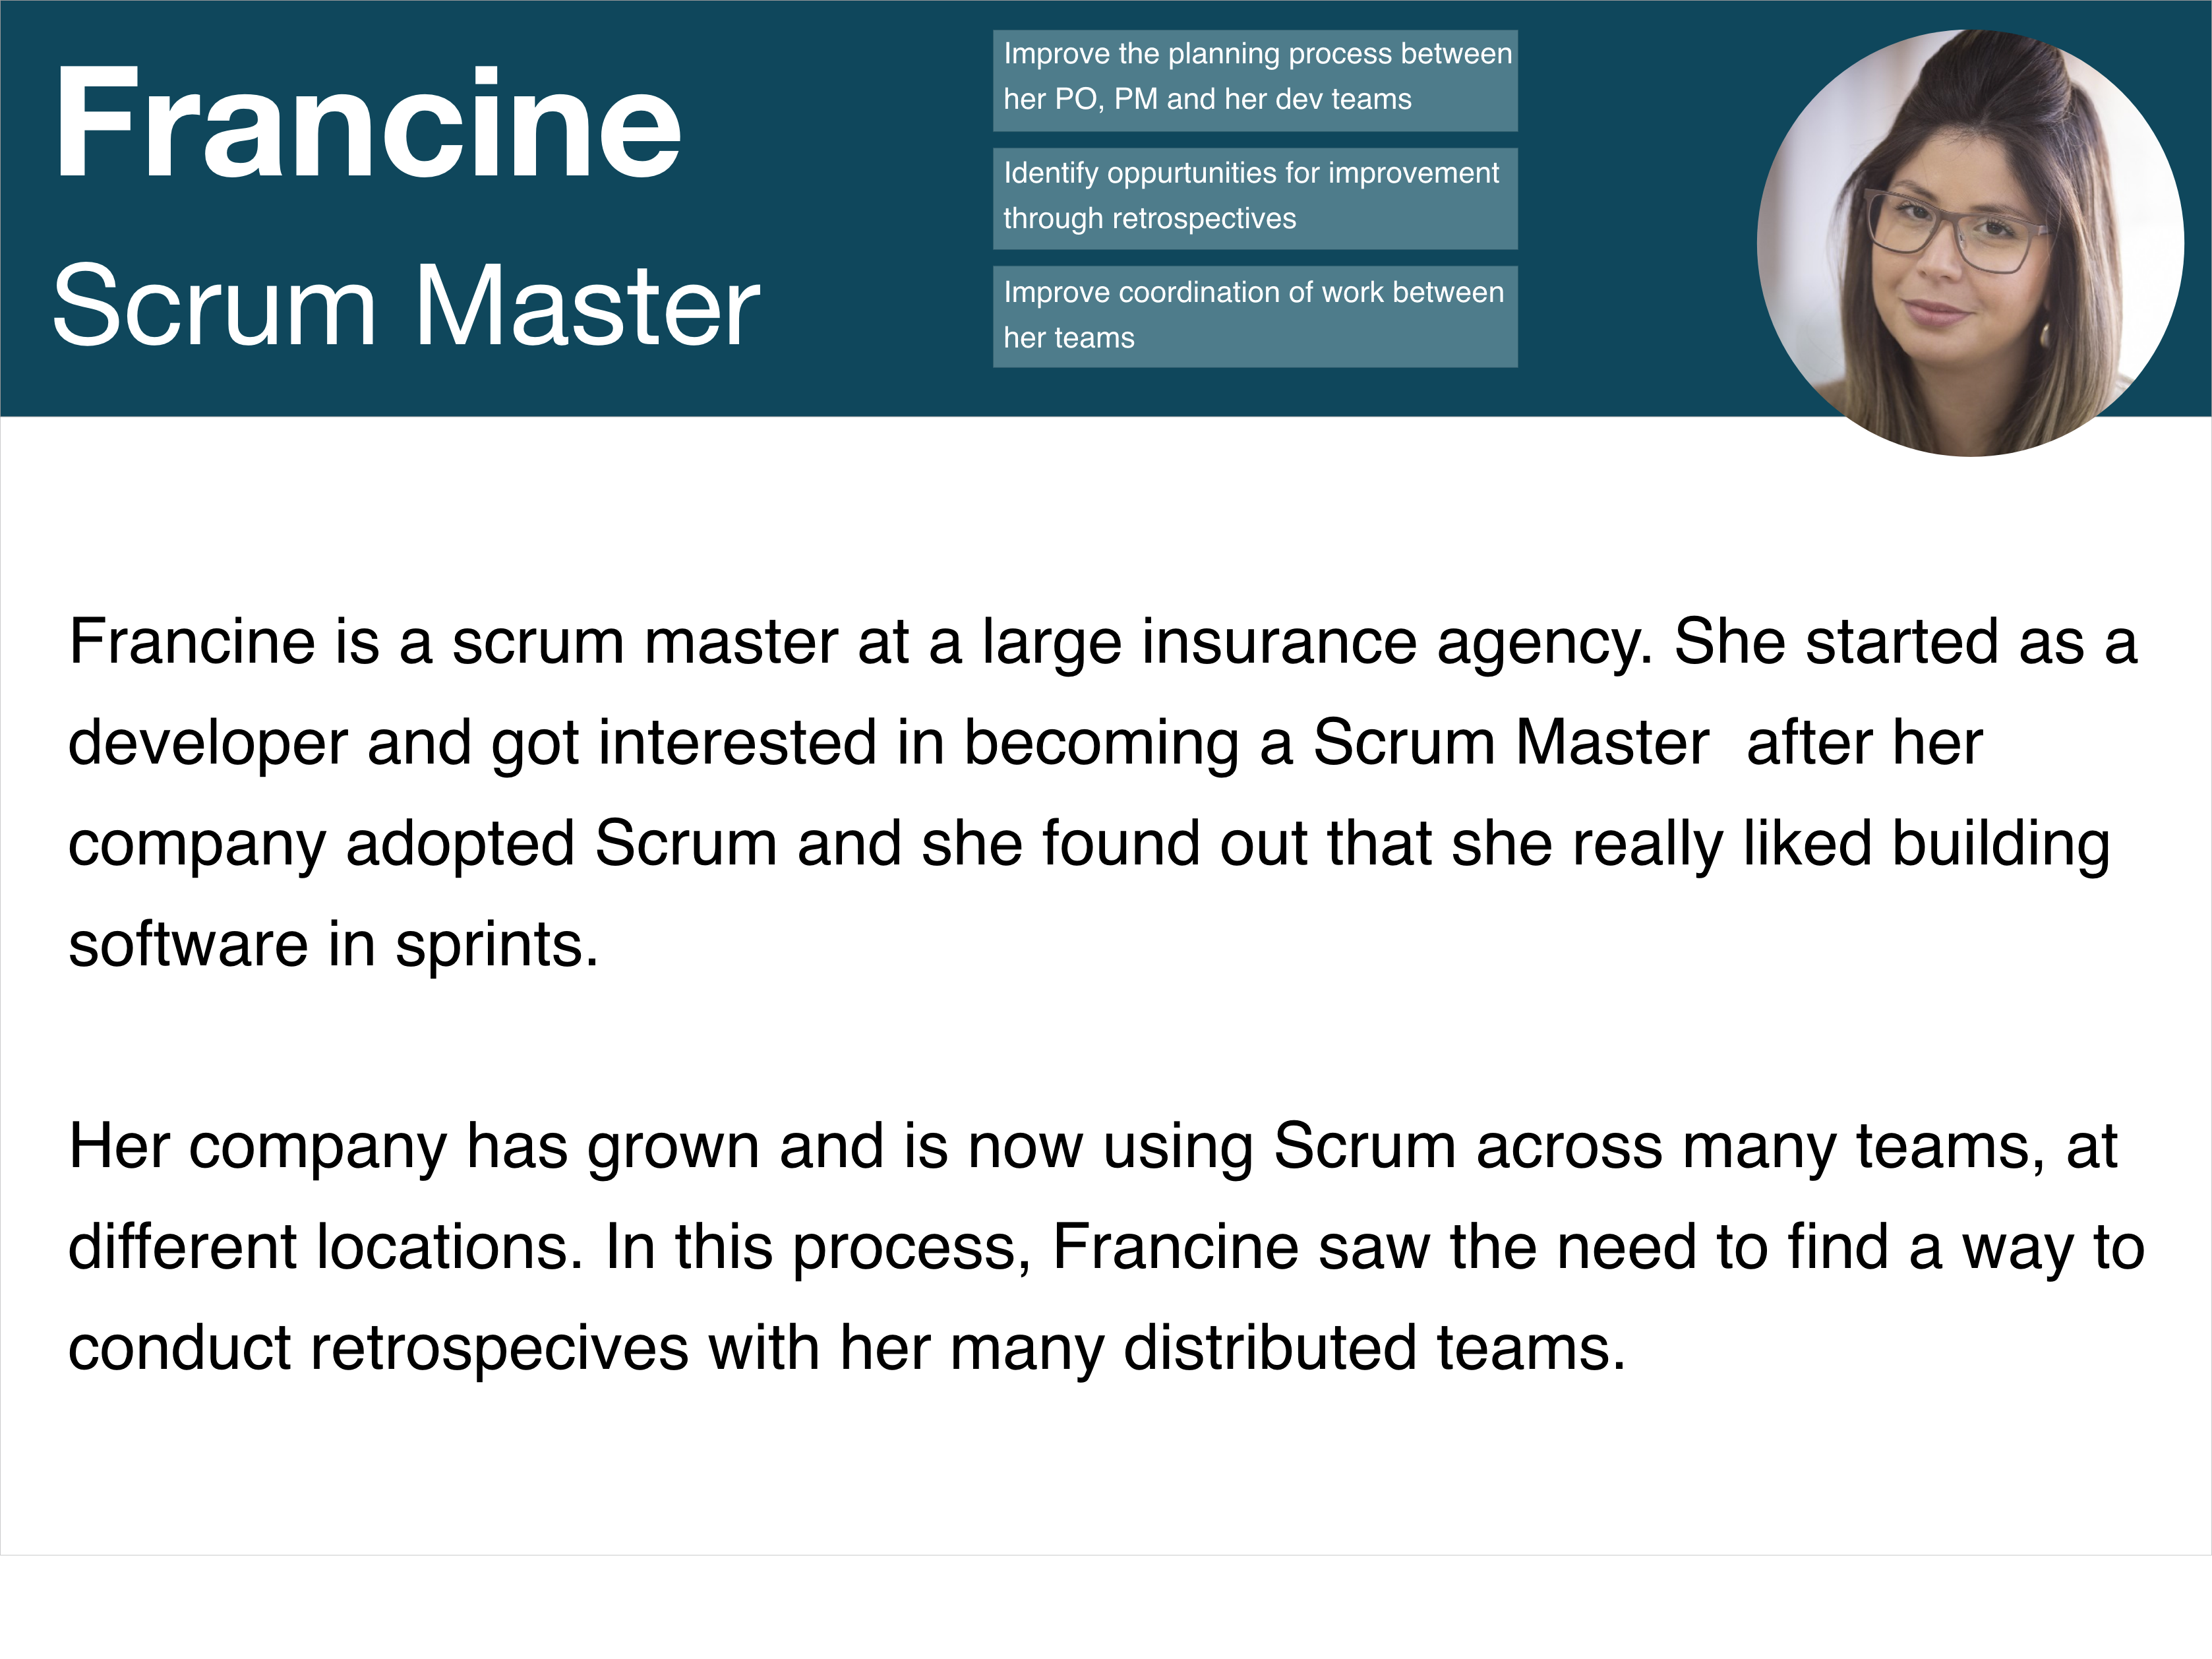 Francine
Scrum Master
Improve the planning process between
her PO, PM and her dev teams
Identify oppurtunities for improvement
through retrospectives
Improve coordination of work between
her teams
Francine is a scrum master at a large insurance agency. She started as a
developer and got interested in becoming a Scrum Master  after her
company adopted Scrum and she found out that she really liked building
software in sprints.
Her company has grown and is now using Scrum across many teams, at
different locations. In this process, Francine saw the need to find a way to
conduct retrospecives with her many distributed teams.